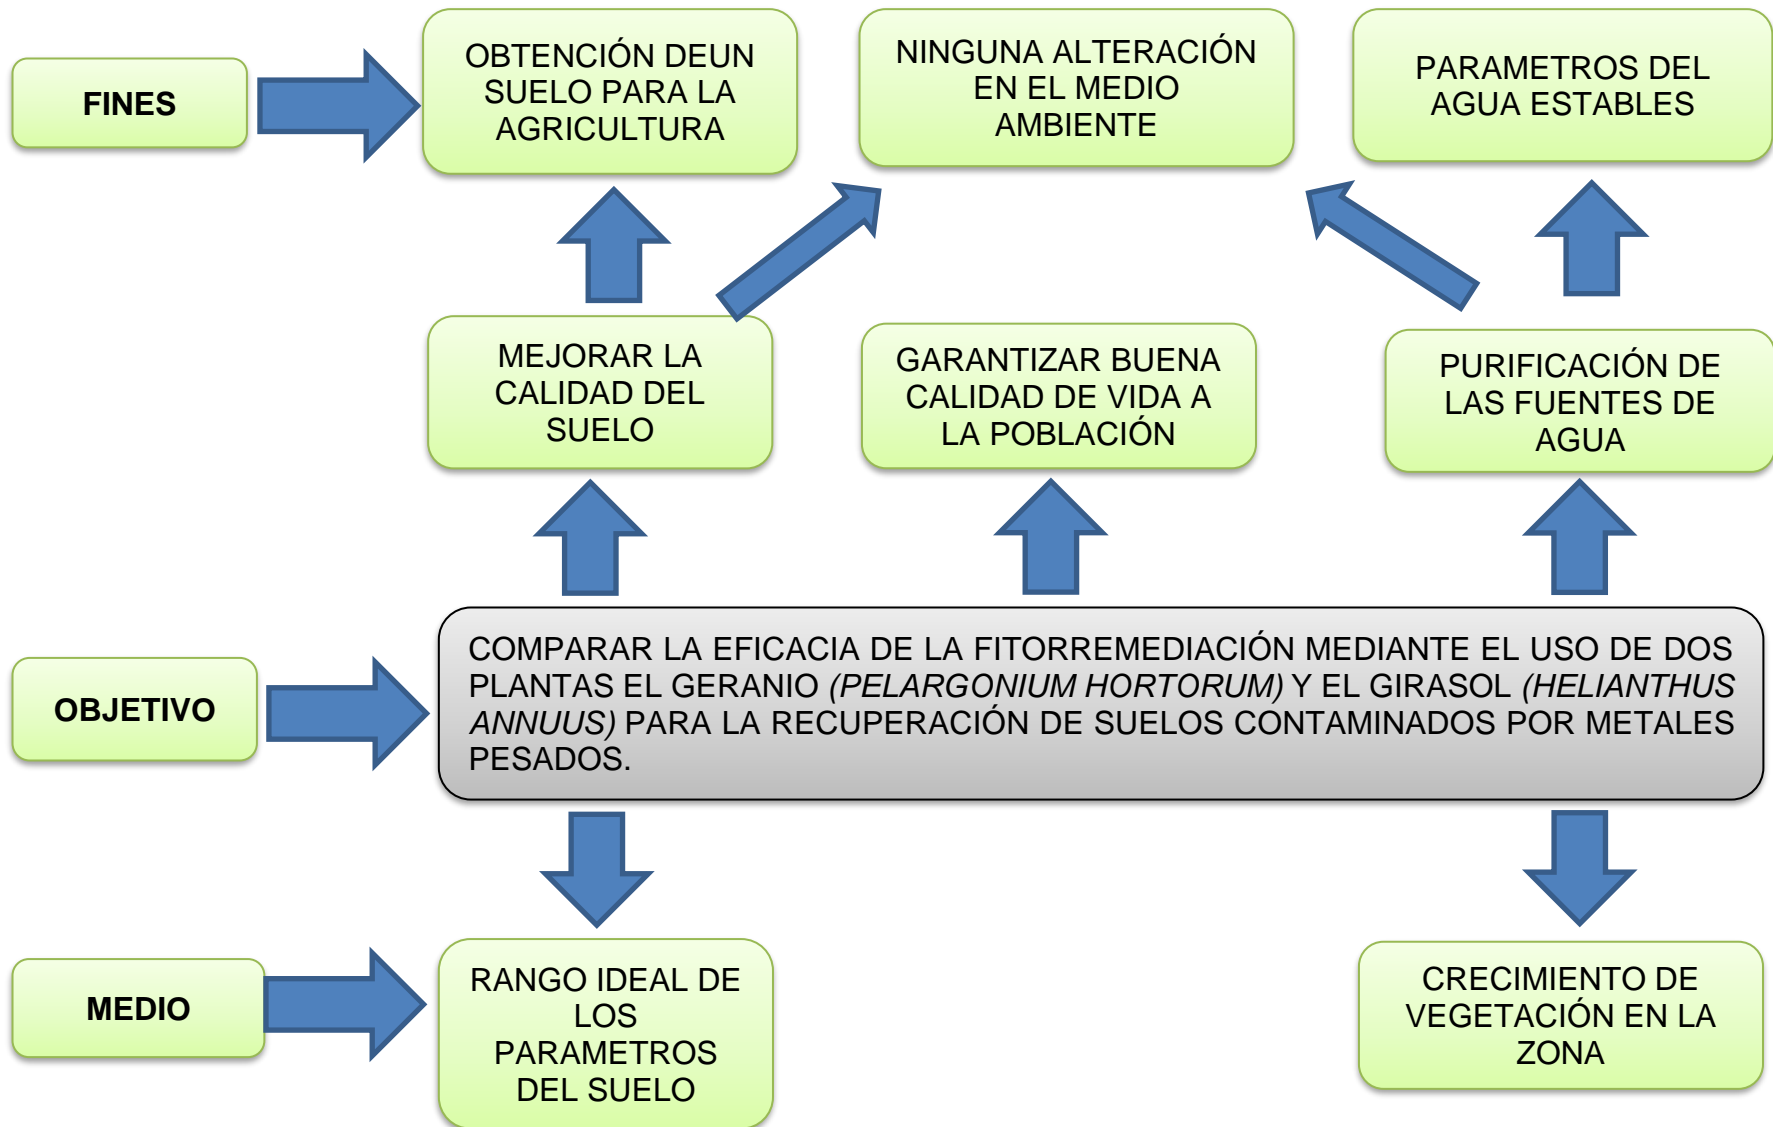 FINES
OBTENCIÓN DEUN
SUELO PARA LA
AGRICULTURA
NINGUNA ALTERACIÓN
EN EL MEDIO
AMBIENTE
PARAMETROS DEL
AGUA ESTABLES
MEJORAR LA
CALIDAD DEL
SUELO
GARANTIZAR BUENA
CALIDAD DE VIDA A
LA POBLACIÓN
PURIFICACIÓN DE
LAS FUENTES DE
AGUA
OBJETIVO
COMPARAR LA EFICACIA DE LA FITORREMEDIACIÓN MEDIANTE EL USO DE DOS
PLANTAS EL GERANIO (PELARGONIUM HORTORUM) Y EL GIRASOL (HELIANTHUS
ANNUUS) PARA LA RECUPERACIÓN DE SUELOS CONTAMINADOS POR METALES
PESADOS.
MEDIO
RANGO IDEAL DE
LOS
PARAMETROS
DEL SUELO
CRECIMIENTO DE
VEGETACIÓN EN LA
ZONA